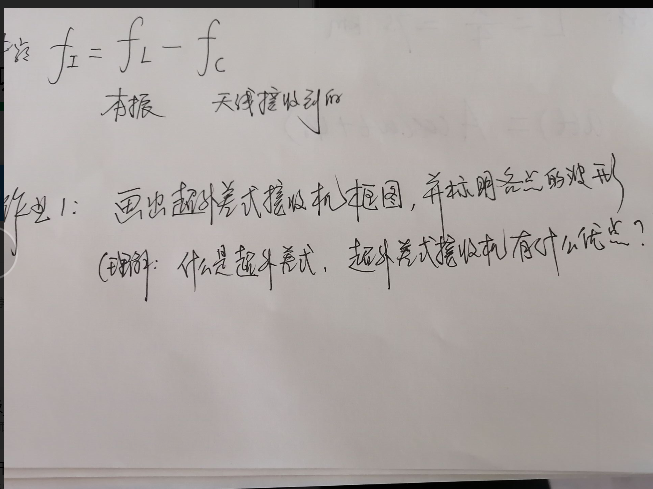 f_I = f_L - f_C
本振 天线接收到的
作业1: 画出超外差式接收机框图, 并标明各点的波形
(理解: 什么是超外差式, 超外差式接收机有什么优点?